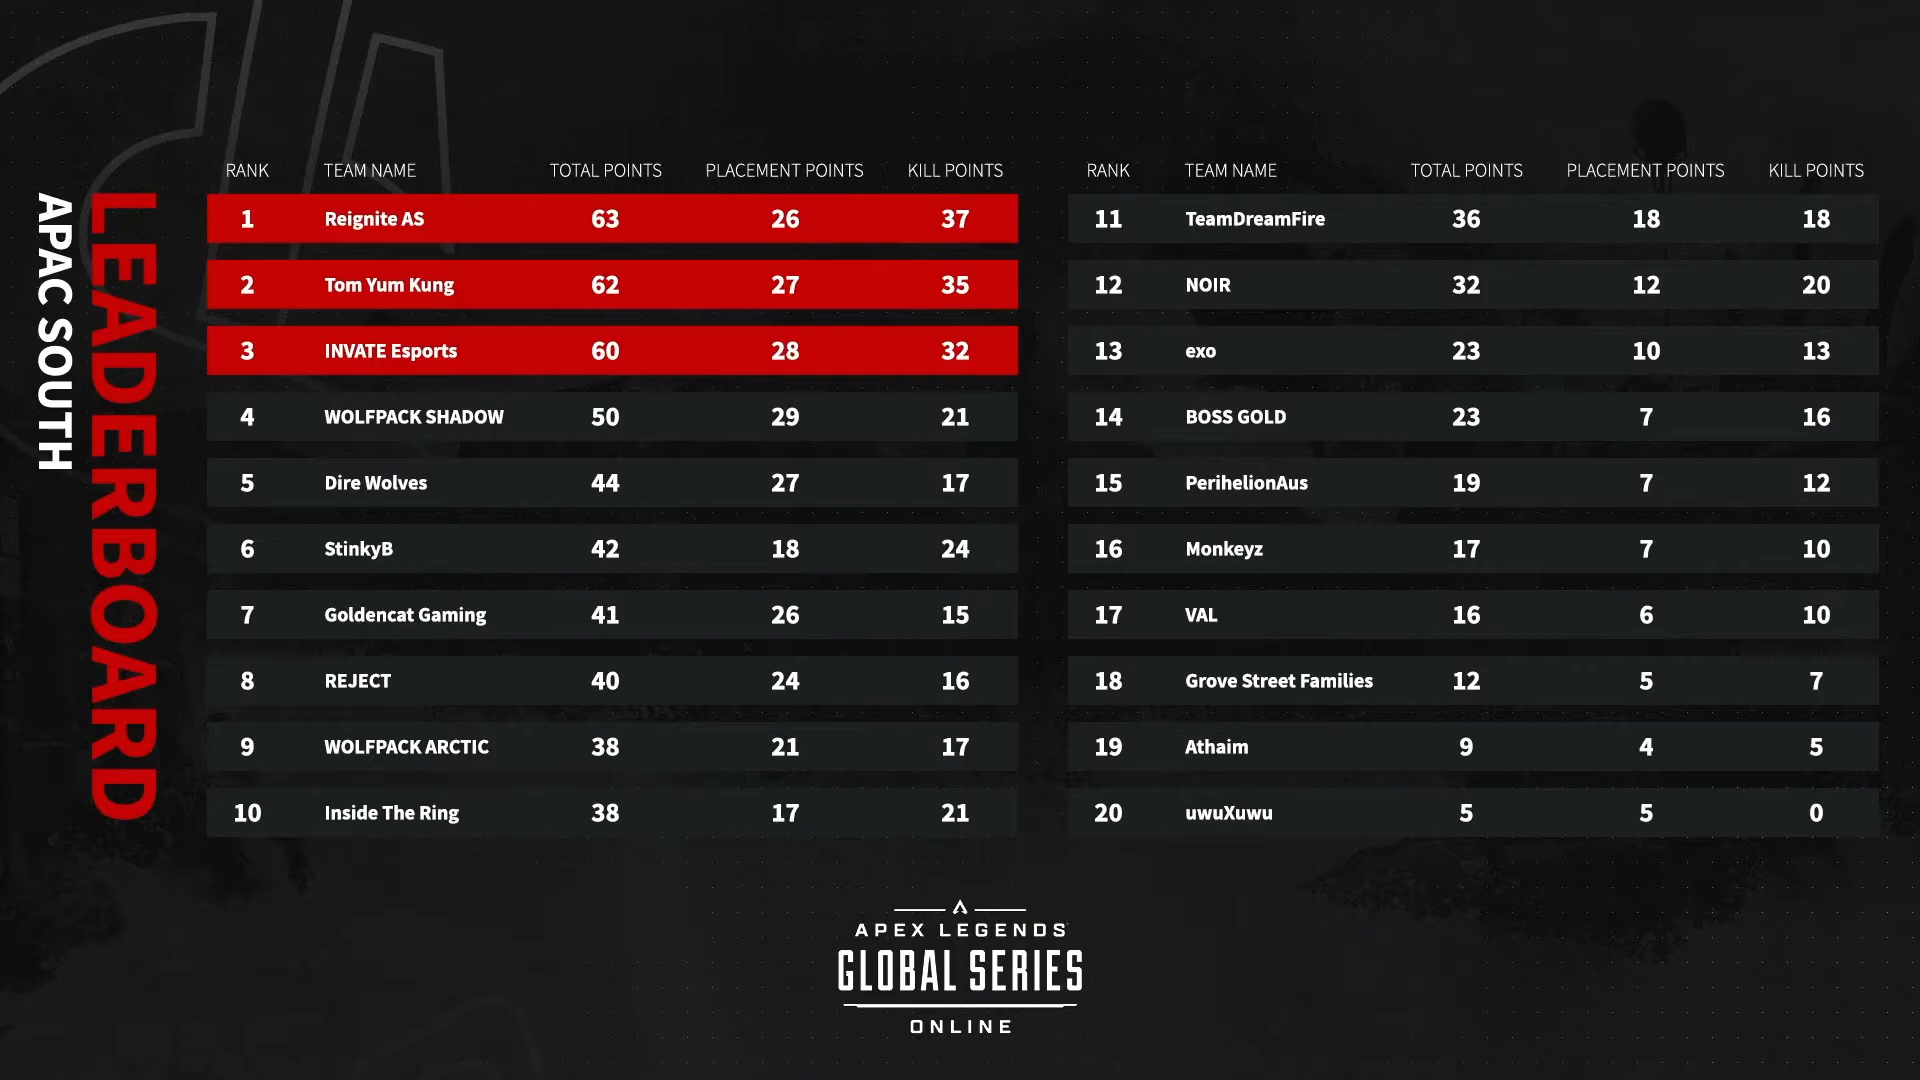 LEADERBOARD
APAC SOUTH
RANK TEAM NAME TOTAL POINTS PLACEMENT POINTS KILL POINTS
1 Reignite AS 63 26 37
2 Tom Yum Kung 62 27 35
3 INVATE Esports 60 28 32
4 WOLFPACK SHADOW 50 29 21
5 Dire Wolves 44 27 17
6 StinkyB 42 18 24
7 Goldencat Gaming 41 26 15
8 REJECT 40 24 16
9 WOLFPACK ARCTIC 38 21 17
10 Inside The Ring 38 17 21
RANK TEAM NAME TOTAL POINTS PLACEMENT POINTS KILL POINTS
11 TeamDreamFire 36 18 18
12 NOIR 32 12 20
13 exo 23 10 13
14 BOSS GOLD 23 7 16
15 PerihelionAus 19 7 12
16 Monkeyz 17 7 10
17 VAL 16 6 10
18 Grove Street Families 12 5 7
19 Athaim 9 4 5
20 uwuXuwu 5 5 0
APEX LEGENDS
GLOBAL SERIES
ONLINE